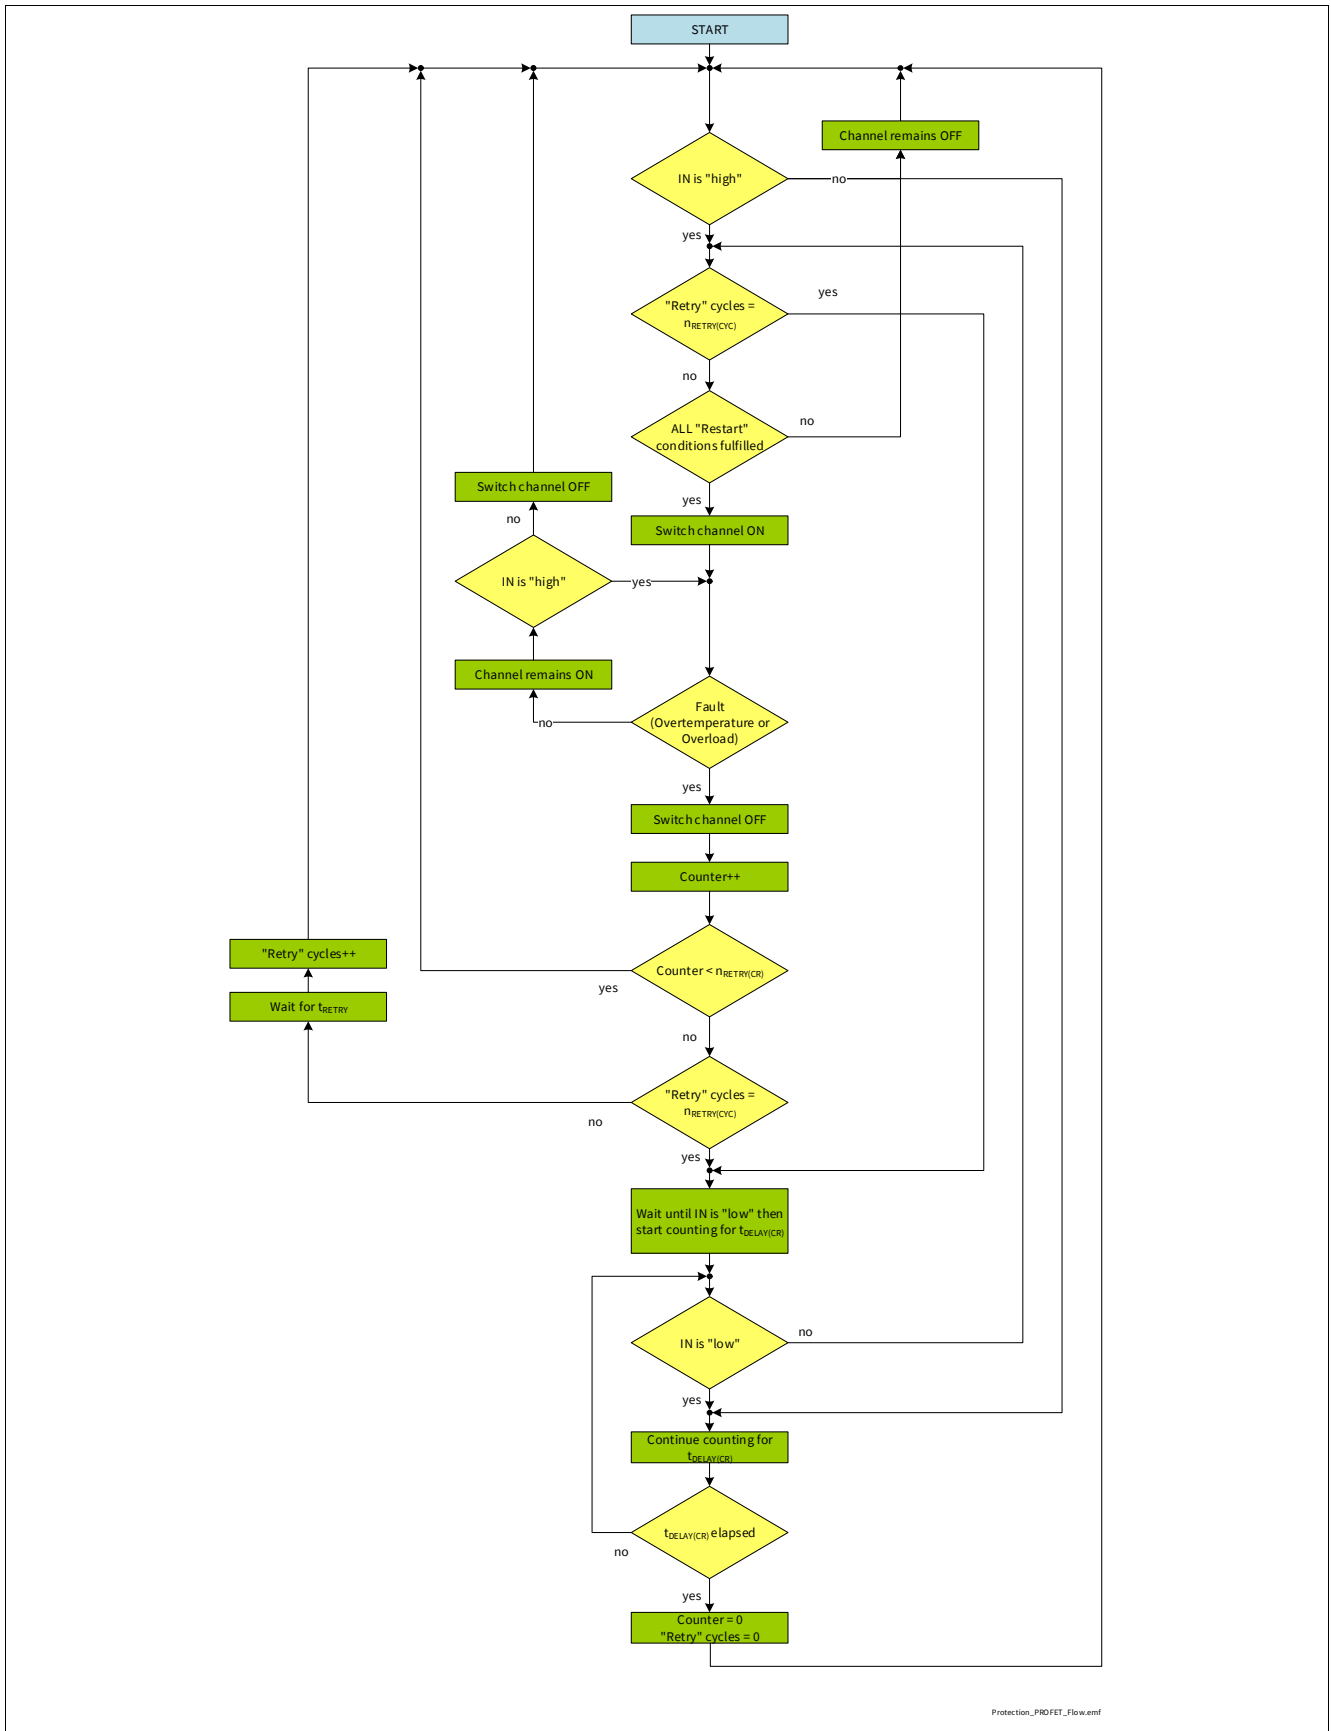 START
Channel remains OFF
IN is "high"
no
yes
"Retry" cycles =
nRETRY(CYC)
yes
no
ALL "Restart"
conditions fulfilled
no
yes
Switch channel OFF
no
Switch channel ON
IN is "high"
yes
Channel remains ON
Fault
(Overtemperature or
Overload)
no
yes
Switch channel OFF
Counter++
"Retry" cycles++
Counter < nRETRY(CR)
yes
Wait for tRETRY
no
"Retry" cycles =
nRETRY(CYC)
no
yes
Wait until IN is "low" then
start counting for tDELAY(CR)
IN is "low"
no
yes
Continue counting for
tDELAY(CR)
tDELAY(CR) elapsed
no
yes
Counter = 0
"Retry" cycles = 0
Protection_PROFET_Flow.emf